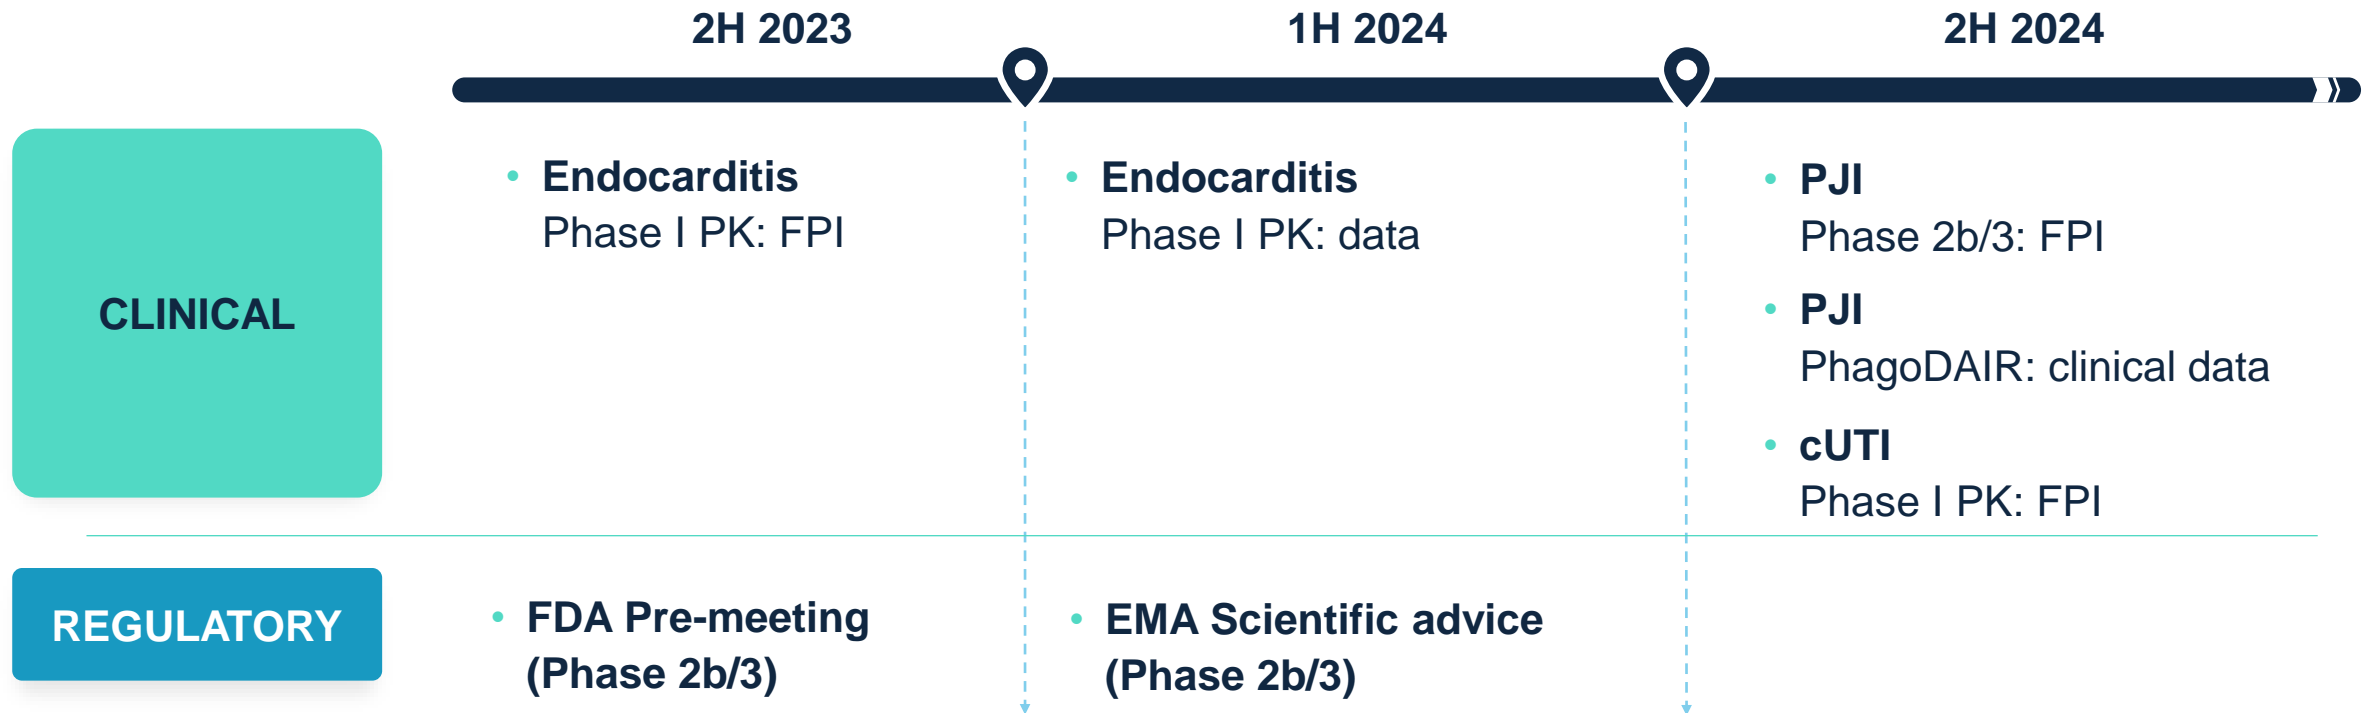 2H 2023
1H 2024
2H 2024
CLINICAL
• Endocarditis
Phase I PK: FPI
• Endocarditis
Phase I PK: data
• PJI
Phase 2b/3: FPI
• PJI
PhagoDAIR: clinical data
• cUTI
Phase I PK: FPI
REGULATORY
• FDA Pre-meeting
(Phase 2b/3)
• EMA Scientific advice
(Phase 2b/3)